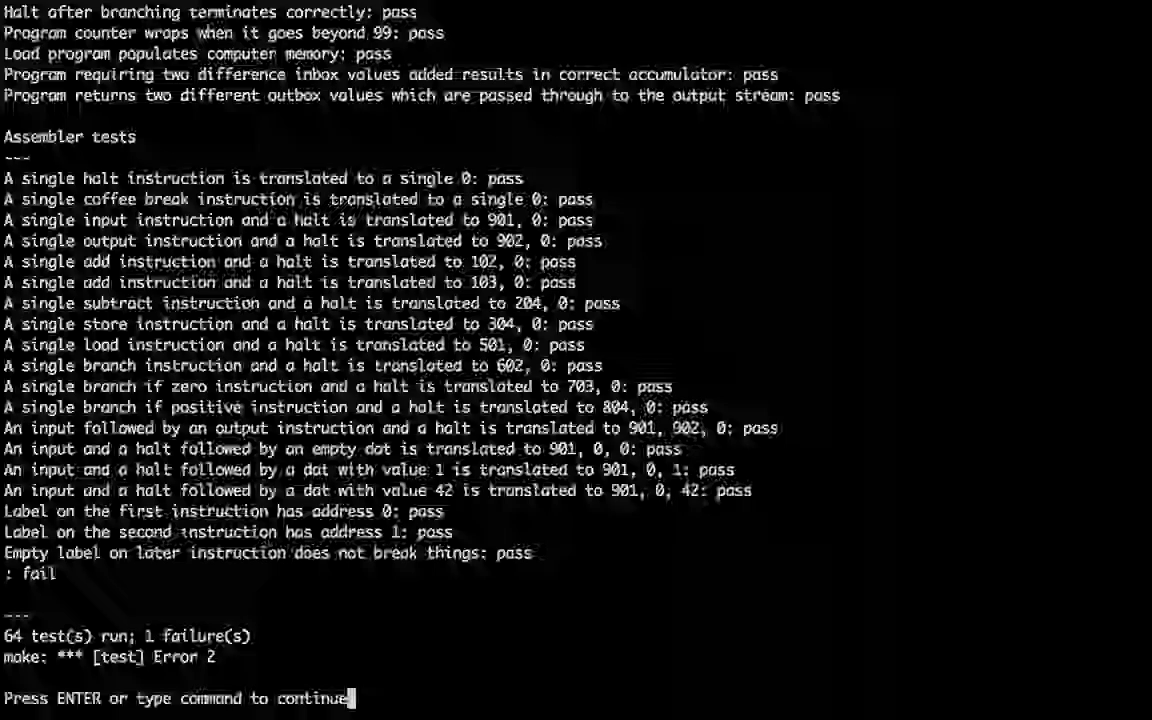 Halt after branching terminates correctly: pass
Program counter wraps when it goes beyond 99: pass
Load program populates computer memory: pass
Program requiring two difference inbox values added results in correct accumulator: pass
Program returns two different outbox values which are passed through to the output stream: pass
Assembler tests
---
A single halt instruction is translated to a single 0: pass
A single coffee break instruction is translated to a single 0: pass
A single input instruction and a halt is translated to 901, 0: pass
A single output instruction and a halt is translated to 902, 0: pass
A single add instruction and a halt is translated to 102, 0: pass
A single add instruction and a halt is translated to 103, 0: pass
A single subtract instruction and a halt is translated to 204, 0: pass
A single store instruction and a halt is translated to 304, 0: pass
A single load instruction and a halt is translated to 501, 0: pass
A single branch instruction and a halt is translated to 602, 0: pass
A single branch if zero instruction and a halt is translated to 703, 0: pass
A single branch if positive instruction and a halt is translated to 804, 0: pass
An input followed by an output instruction and a halt is translated to 901, 902, 0: pass
An input and a halt followed by an empty dat is translated to 901, 0, 0: pass
An input and a halt followed by a dat with value 1 is translated to 901, 0, 1: pass
An input and a halt followed by a dat with value 42 is translated to 901, 0, 42: pass
Label on the first instruction has address 0: pass
Label on the second instruction has address 1: pass
Empty label on later instruction does not break things: pass
: fail
---
64 test(s) run; 1 failure(s)
make: *** [test] Error 2
Press ENTER or type command to continue